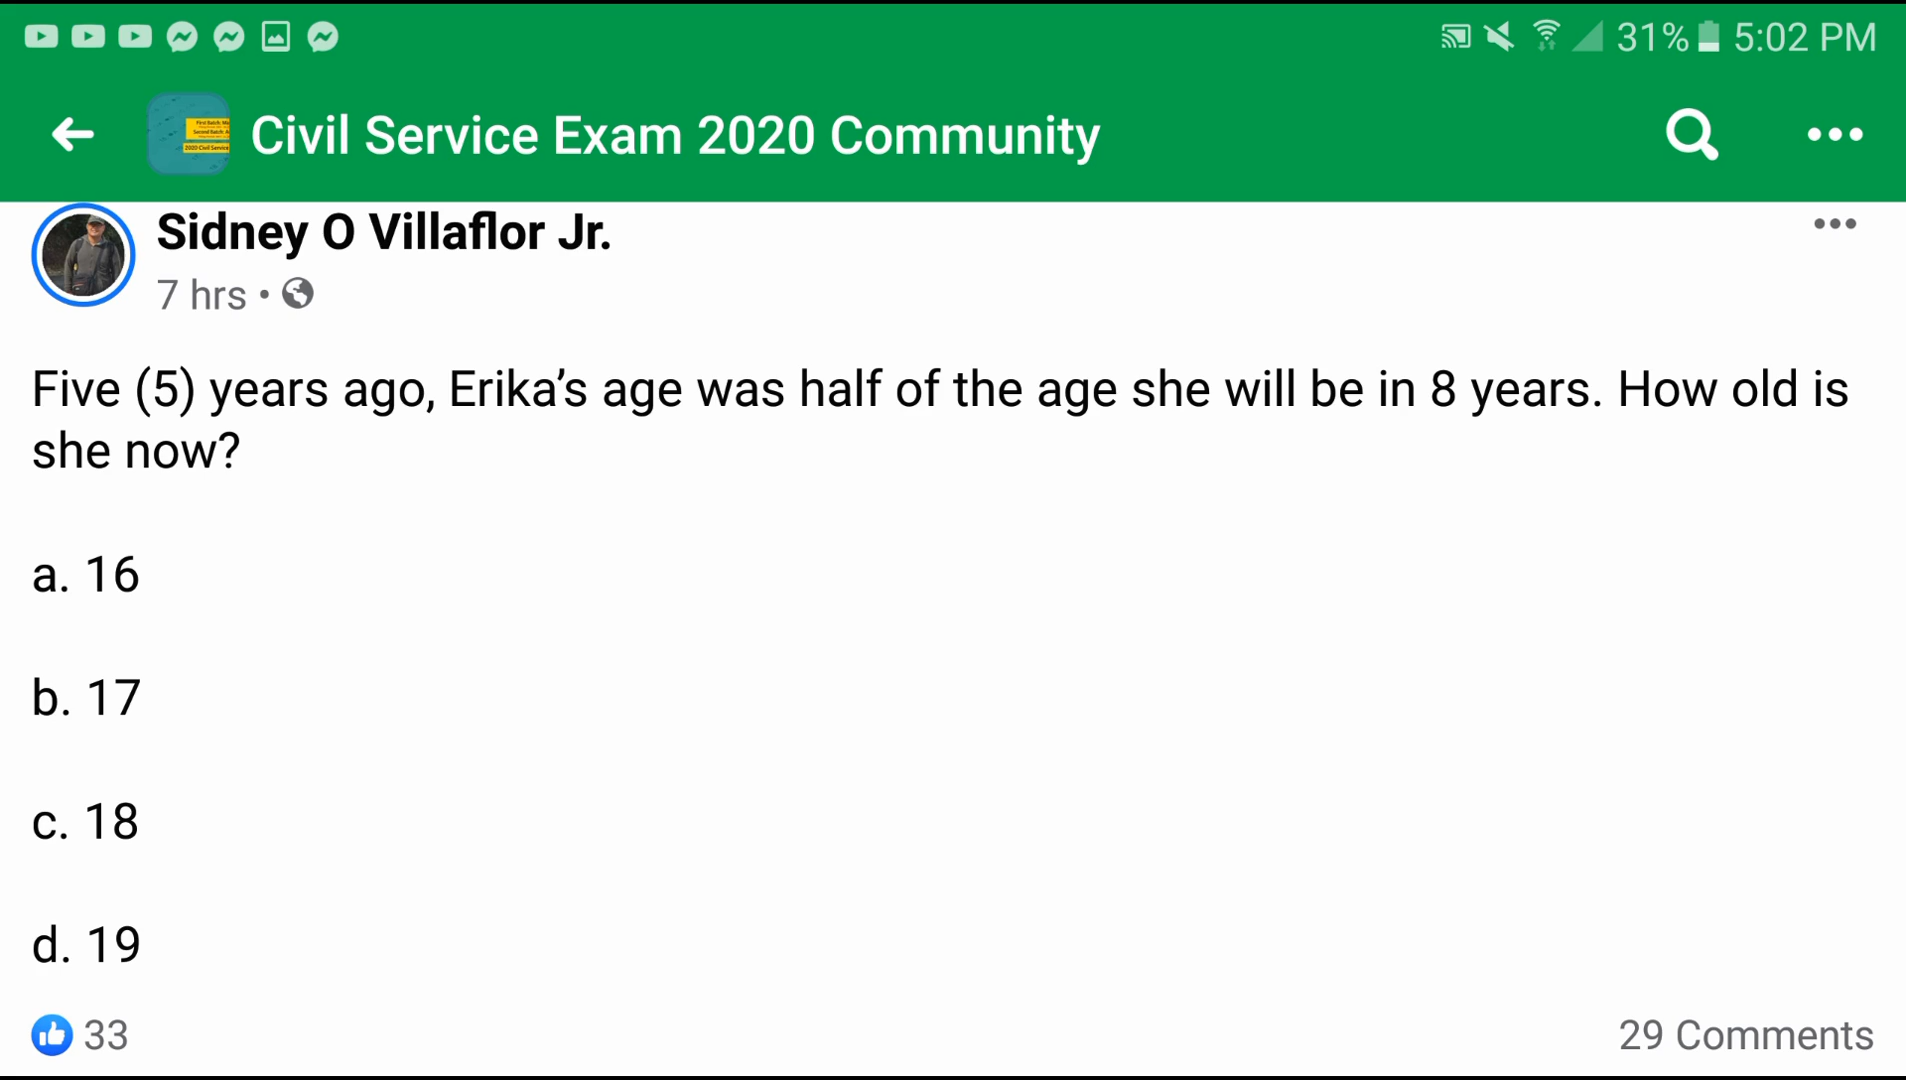 31% 5:02 PM
Civil Service Exam 2020 Community
Sidney O Villaflor Jr.
7 hrs •
Five (5) years ago, Erika’s age was half of the age she will be in 8 years. How old is
she now?
a. 16
b. 17
c. 18
d. 19
33 29 Comments